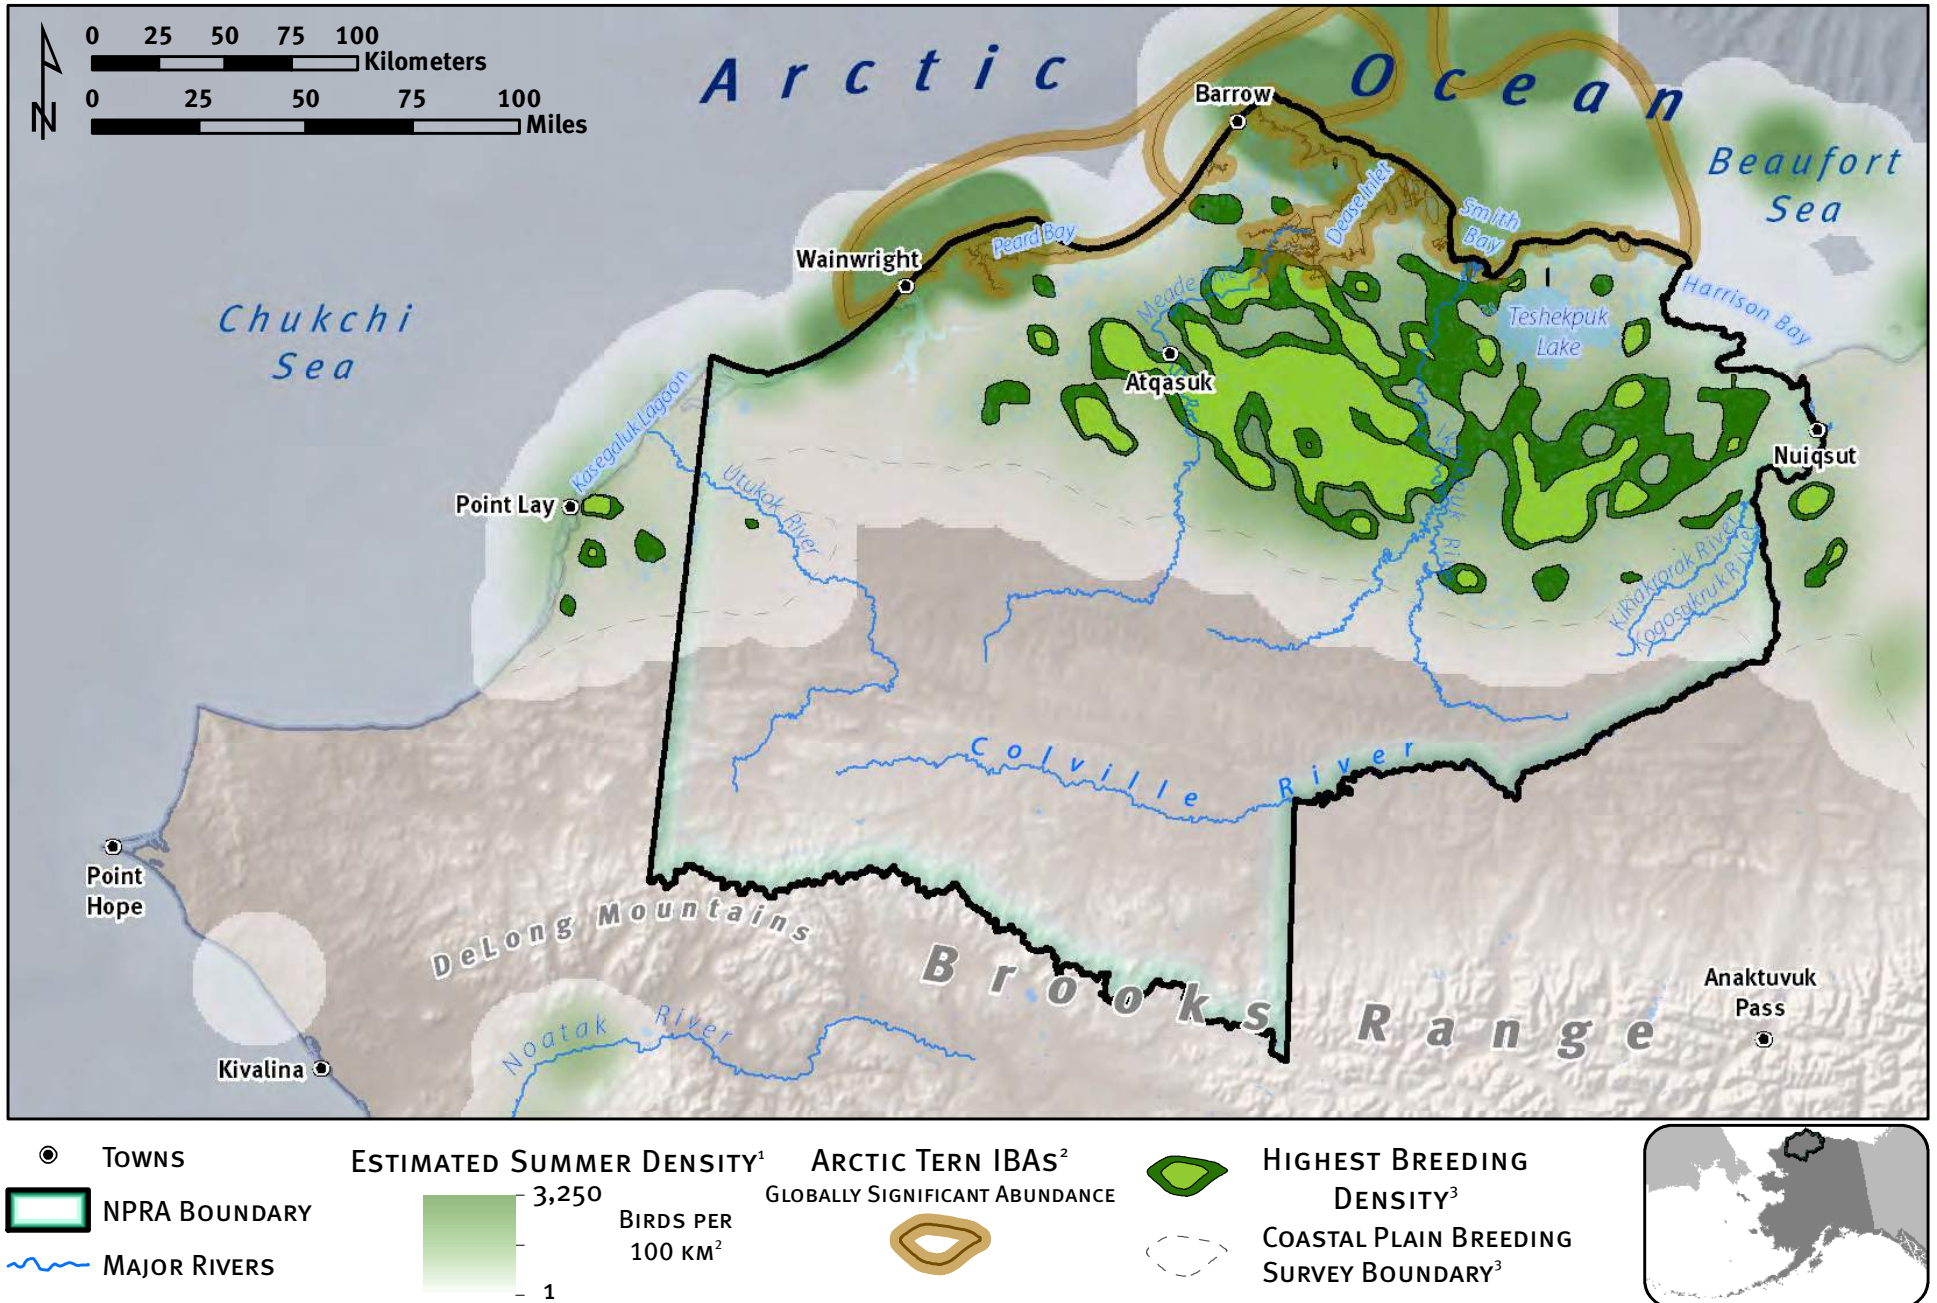 0 25 50 75 100
Kilometers
0 25 50 75 100
Miles
N
Arctic Ocean
Barrow
Beaufort
Sea
Dease Inlet
Smith
Bay
Peard Bay
Wainwright
Chukchi
Sea
Meade River
Harrison Bay
Teshekpuk
Lake
Atqasuk
Kasegaluk Lagoon
Nuiqsut
Utukok River
Point Lay
Kikiakrorak River
Kogosukruk River
Colville River
Point
Hope
DeLong Mountains
Brooks Range
Anaktuvuk
Pass
Noatak River
Kivalina
TOWNS
NPRA BOUNDARY
MAJOR RIVERS
ESTIMATED SUMMER DENSITY¹
3,250
BIRDS PER
100 KM²
1
ARCTIC TERN IBAS²
GLOBALLY SIGNIFICANT ABUNDANCE
HIGHEST BREEDING
DENSITY³
COASTAL PLAIN BREEDING
SURVEY BOUNDARY³